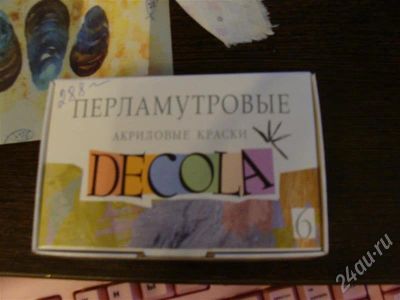 288~
ПЕРЛАМУТРОВЫЕ
АКРИЛОВЫЕ КРАСКИ
DECOLA
6
24au.ru